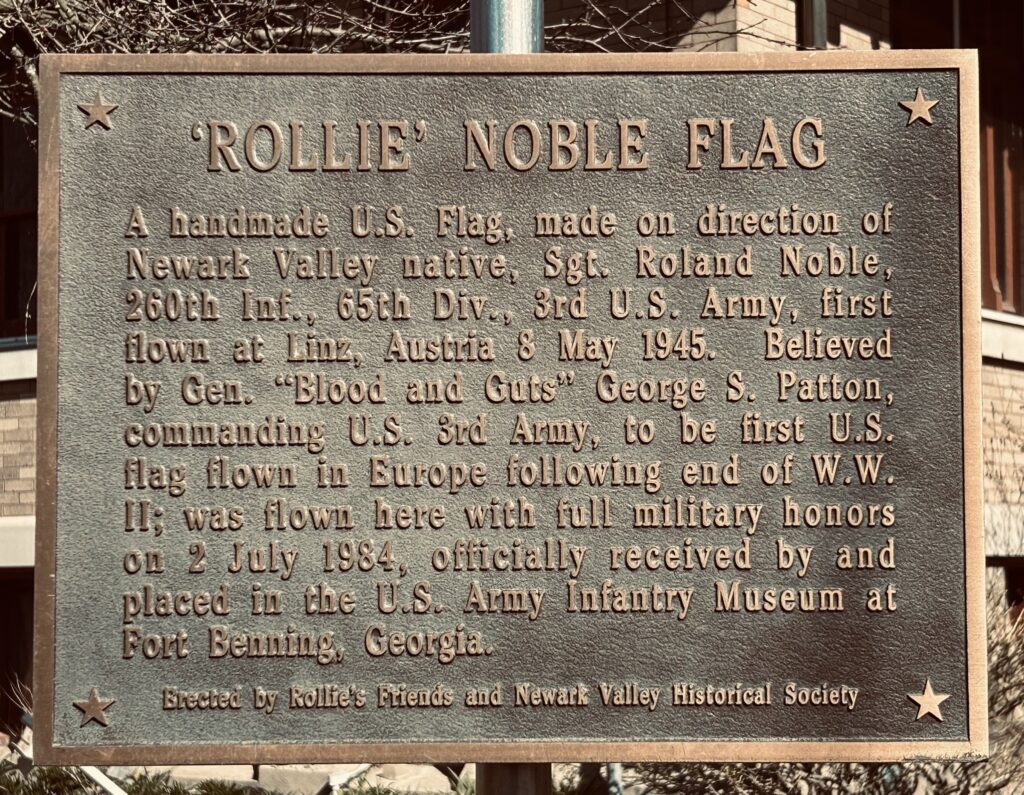 ‘ROLLIE’ NOBLE FLAG
A handmade U.S. Flag, made on direction of
Newark Valley native, Sgt. Roland Noble,
260th Inf., 65th Div., 3rd U.S. Army, first
flown at Linz, Austria 8 May 1945. Believed
by Gen. “Blood and Guts” George S. Patton,
commanding U.S. 3rd Army, to be first U.S.
flag flown in Europe following end of W.W.
II; was flown here with full military honors
on 2 July 1984, officially received by and
placed in the U.S. Army Infantry Museum at
Fort Benning, Georgia.
Erected by Rollie's Friends and Newark Valley Historical Society